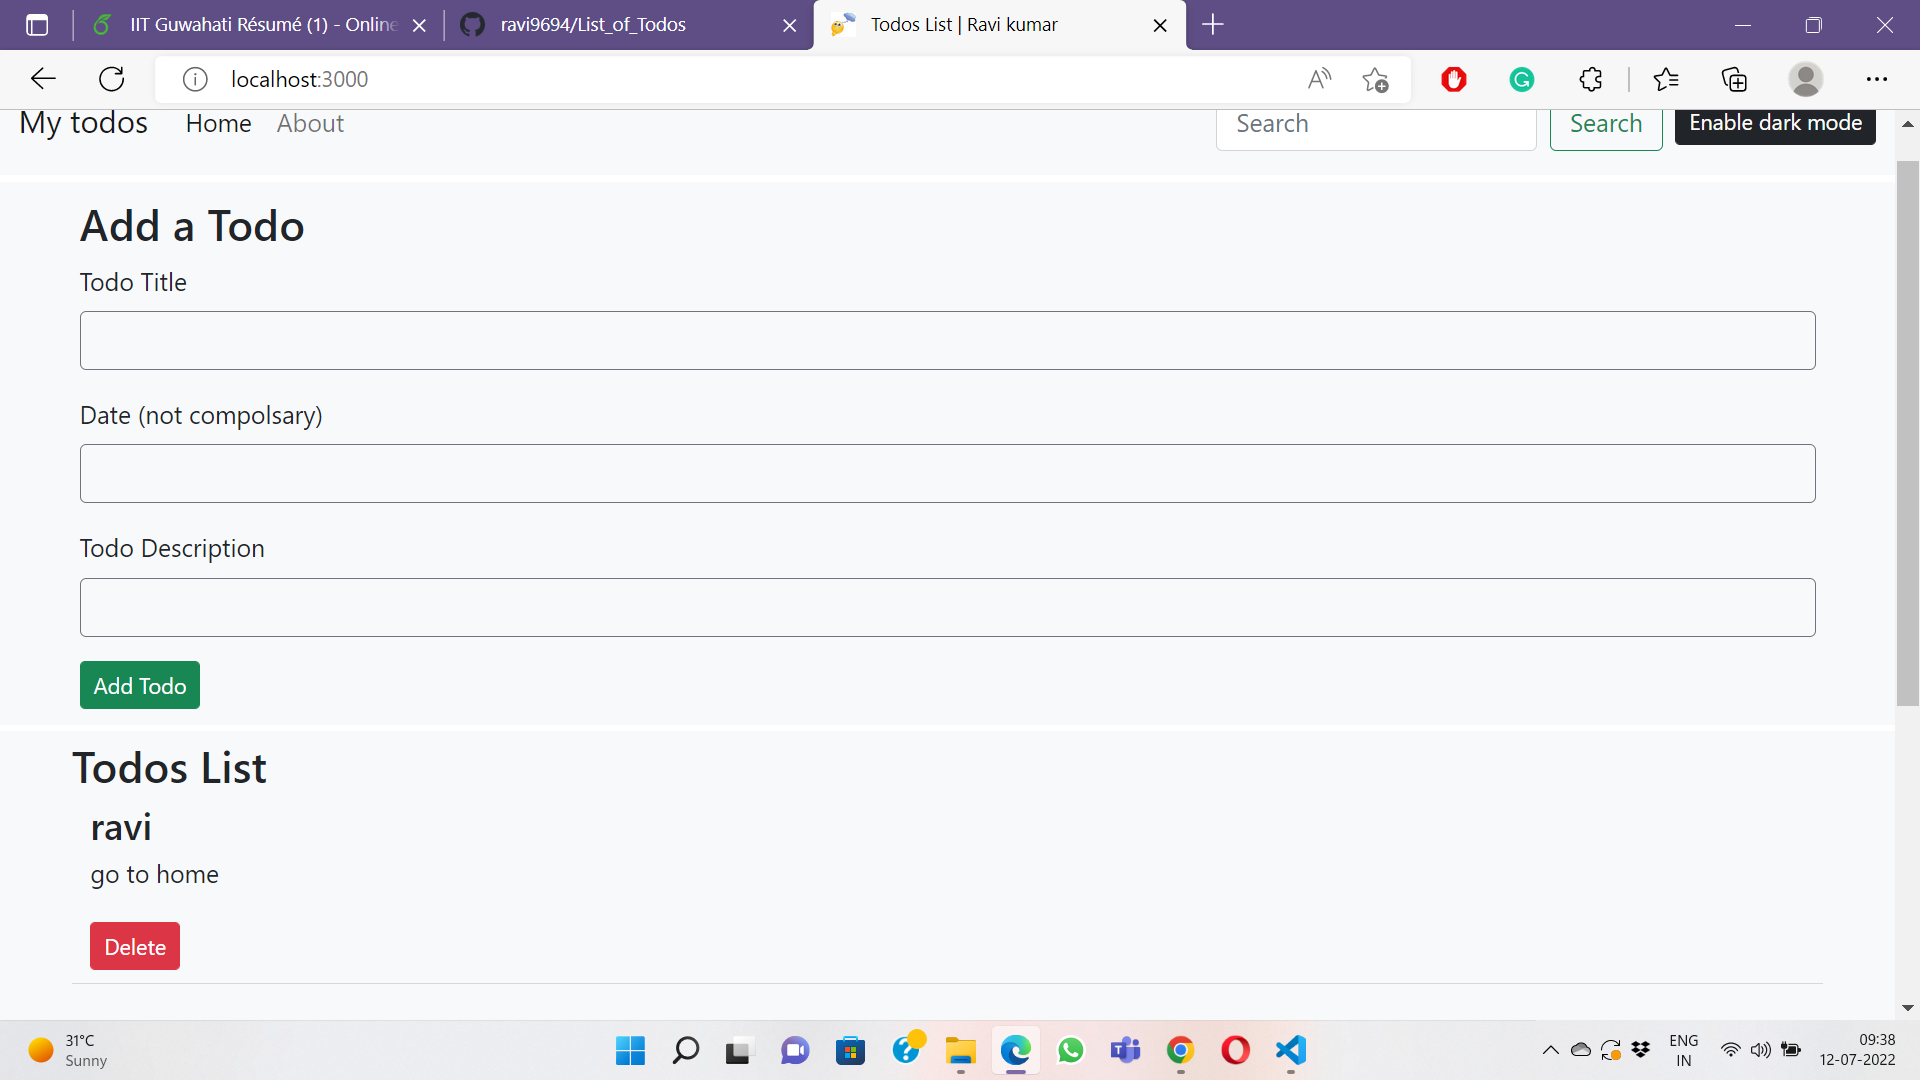 IIT Guwahati Résumé (1) - Online
ravi9694/List_of_Todos
Todos List | Ravi kumar
localhost:3000
My todos
Home
About
Search
Search
Enable dark mode
Add a Todo
Todo Title
Date (not compolsary)
Todo Description
Add Todo
Todos List
ravi
go to home
Delete
31°C
Sunny
ENG
IN
09:38
12-07-2022